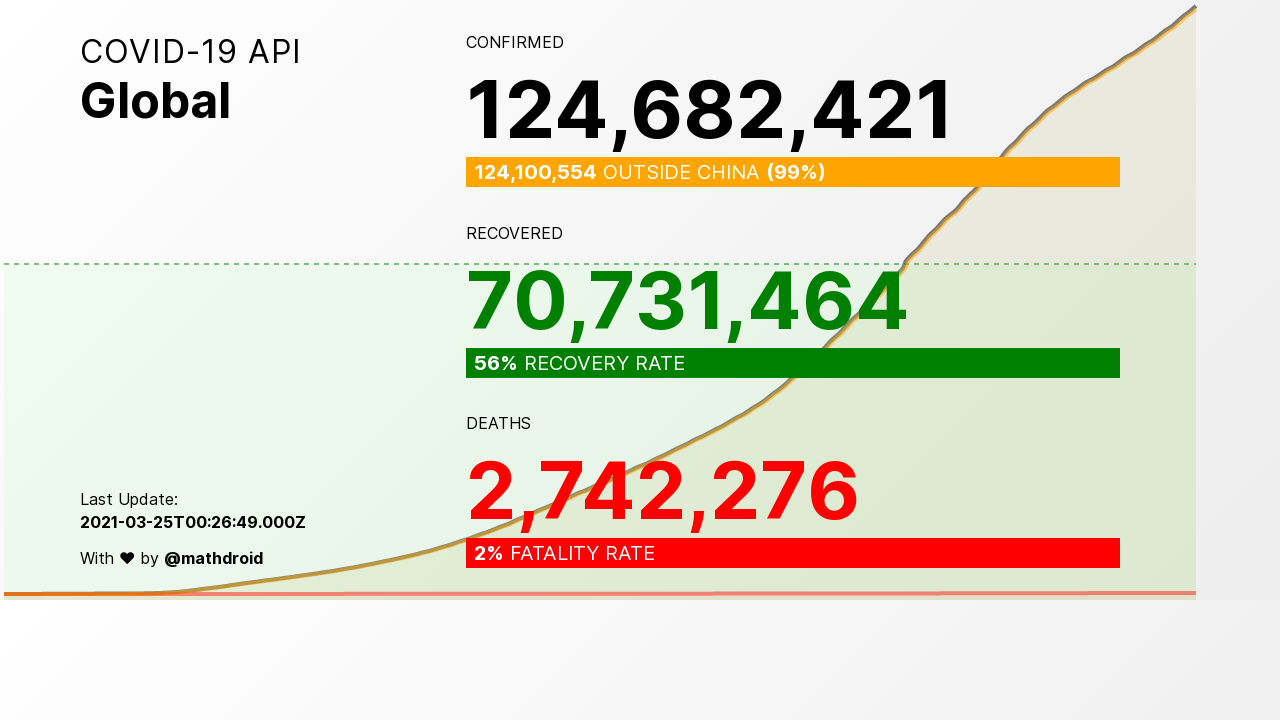 COVID-19 API
Global
CONFIRMED
124,682,421
124,100,554 OUTSIDE CHINA (99%)
RECOVERED
70,731,464
56% RECOVERY RATE
DEATHS
2,742,276
2% FATALITY RATE
Last Update:
2021-03-25T00:26:49.000Z
With ♥ by @mathdroid